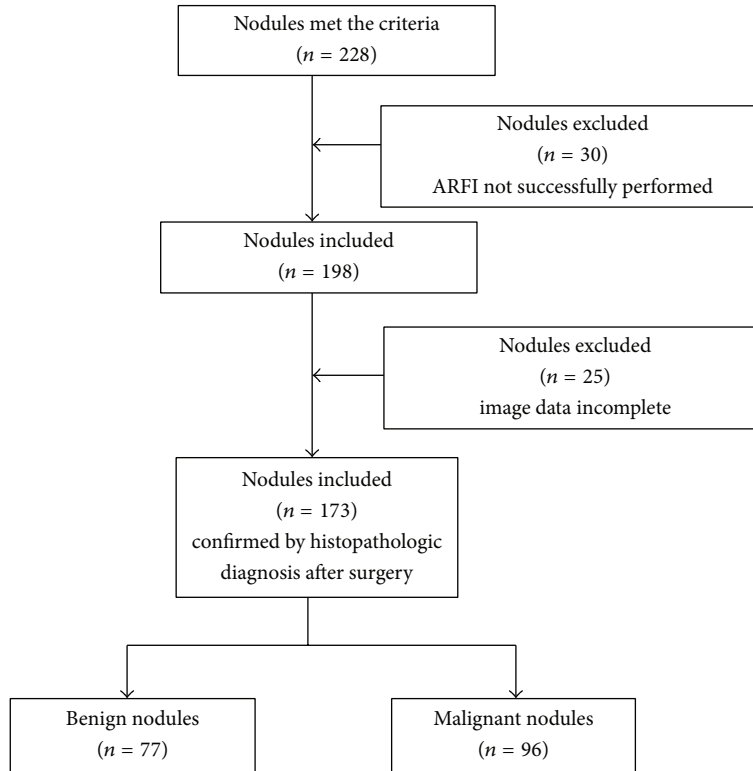 Nodules met the criteria
(n = 228)
Nodules excluded
(n = 30)
ARFI not successfully performed
Nodules included
(n = 198)
Nodules excluded
(n = 25)
image data incomplete
Nodules included
(n = 173)
confirmed by histopathologic
diagnosis after surgery
Benign nodules
(n = 77)
Malignant nodules
(n = 96)